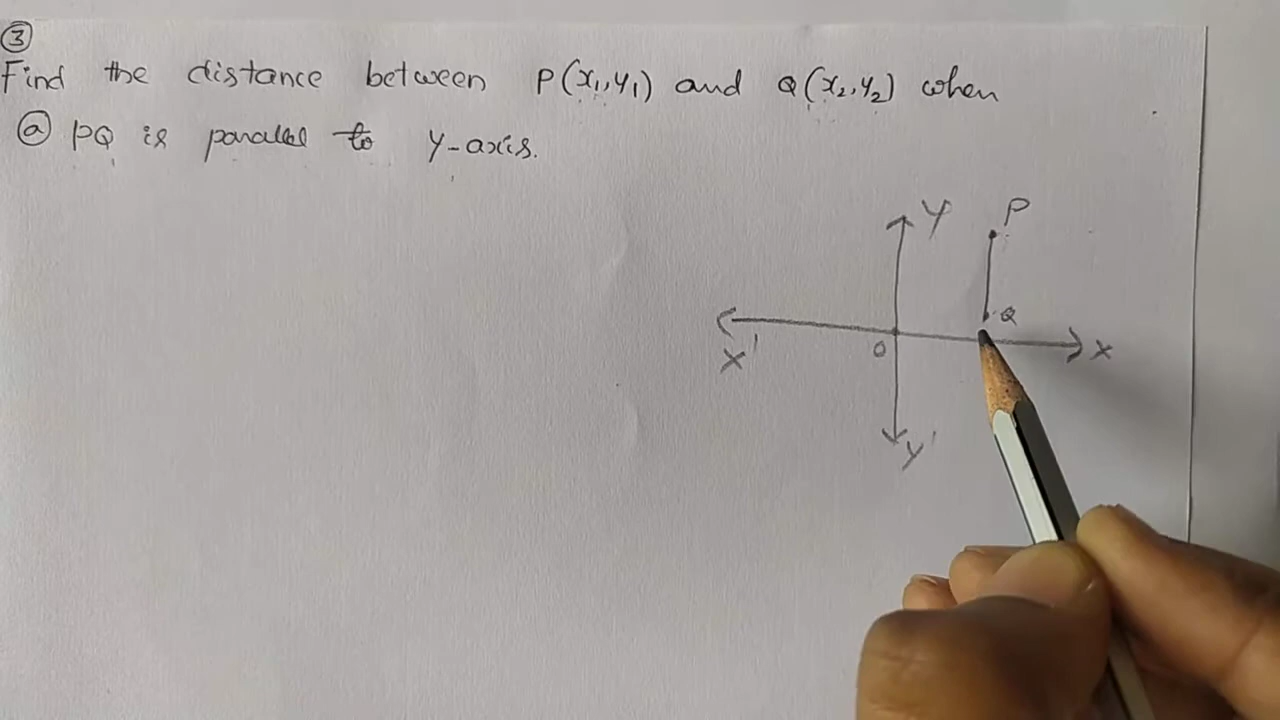 ③
Find the distance between P(x₁,y₁) and Q(x₂,y₂) when
ⓐ PQ is parallel to Y-axis.
Y P
Q
X' O X
Y'